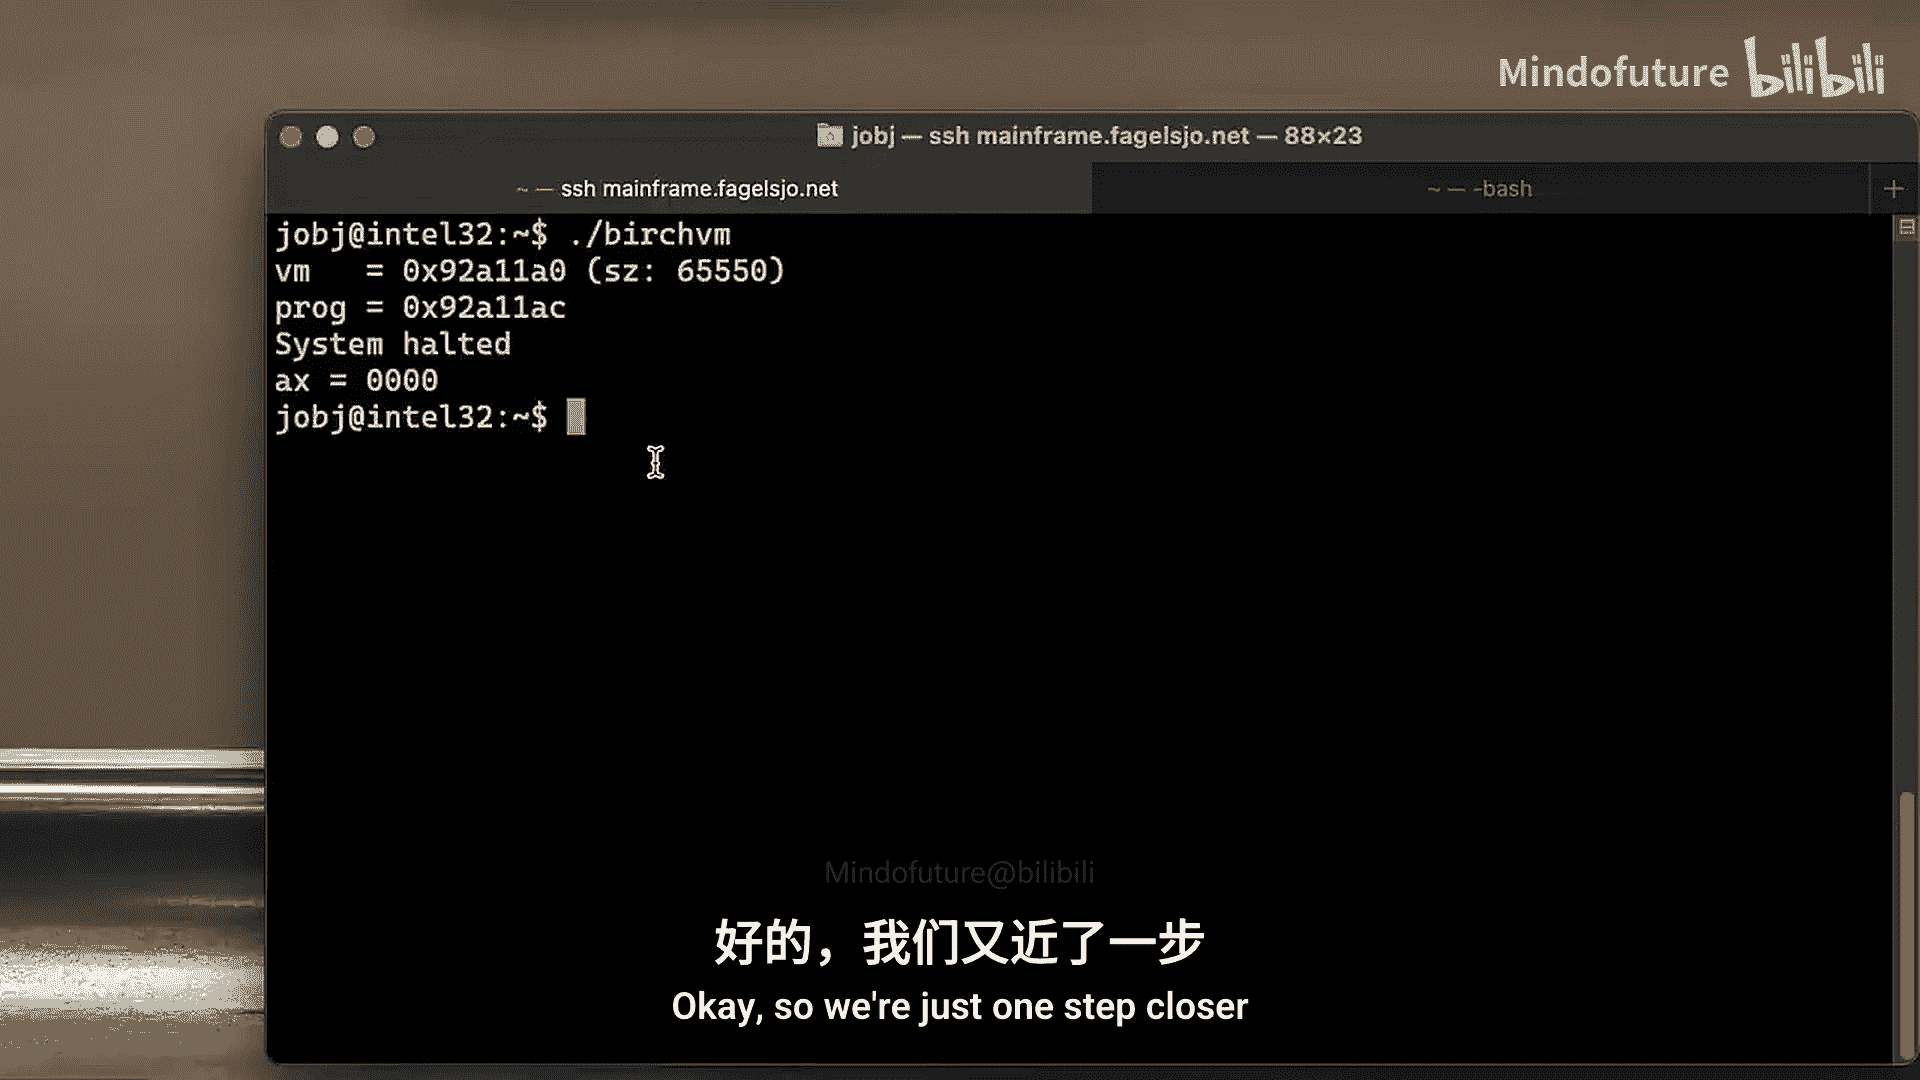 Mindofuture bilibili
jobj — ssh mainframe.fagelsjo.net — 88×23
~ — ssh mainframe.fagelsjo.net
~ — -bash
+
jobj@intel32:~$ ./birchvm
vm   = 0x92a11a0 (sz: 65550)
prog = 0x92a11ac
System halted
ax = 0000
jobj@intel32:~$
Mindofuture@bilibili
好的，我们又近了一步
Okay, so we're just one step closer